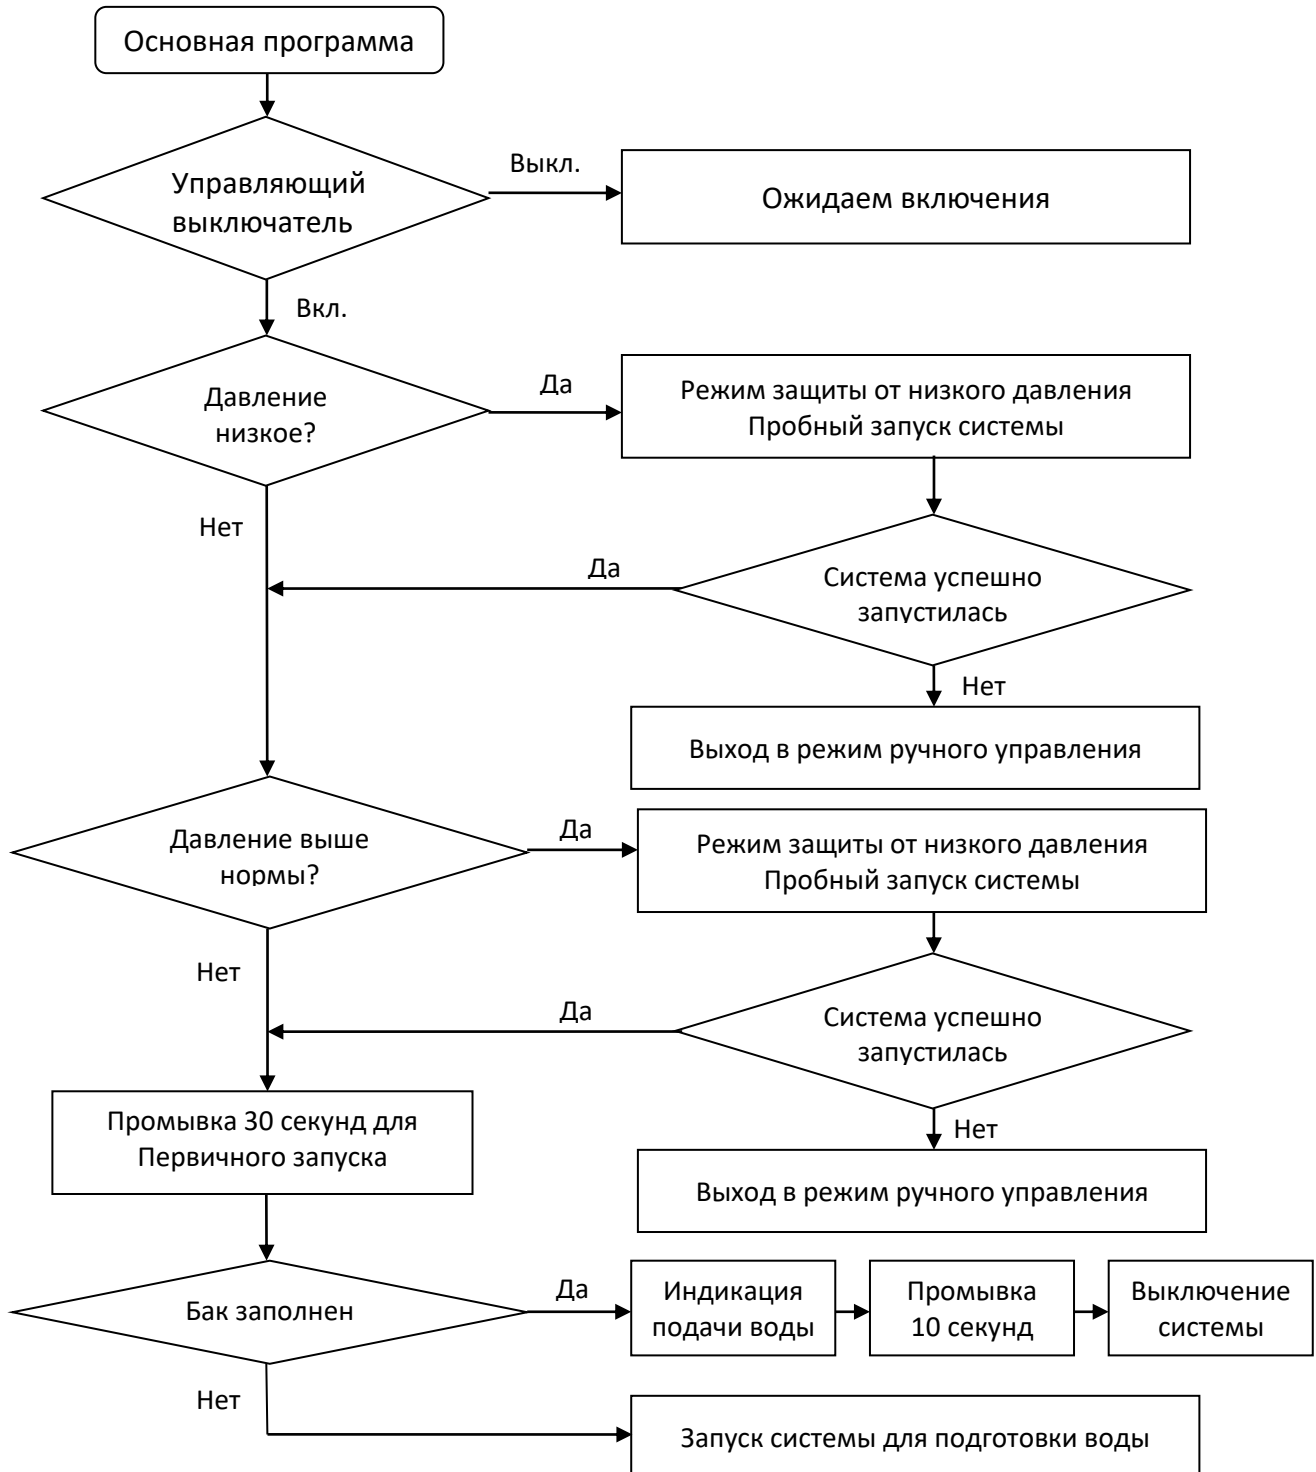 Основная программа
Управляющий
выключатель
Выкл.
Ожидаем включения
Вкл.
Давление
низкое?
Да
Режим защиты от низкого давления
Пробный запуск системы
Нет
Да
Система успешно
запустилась
Нет
Выход в режим ручного управления
Давление выше
нормы?
Да
Режим защиты от низкого давления
Пробный запуск системы
Нет
Да
Система успешно
запустилась
Нет
Промывка 30 секунд для
Первичного запуска
Выход в режим ручного управления
Бак заполнен
Да
Индикация
подачи воды
Промывка
10 секунд
Выключение
системы
Нет
Запуск системы для подготовки воды